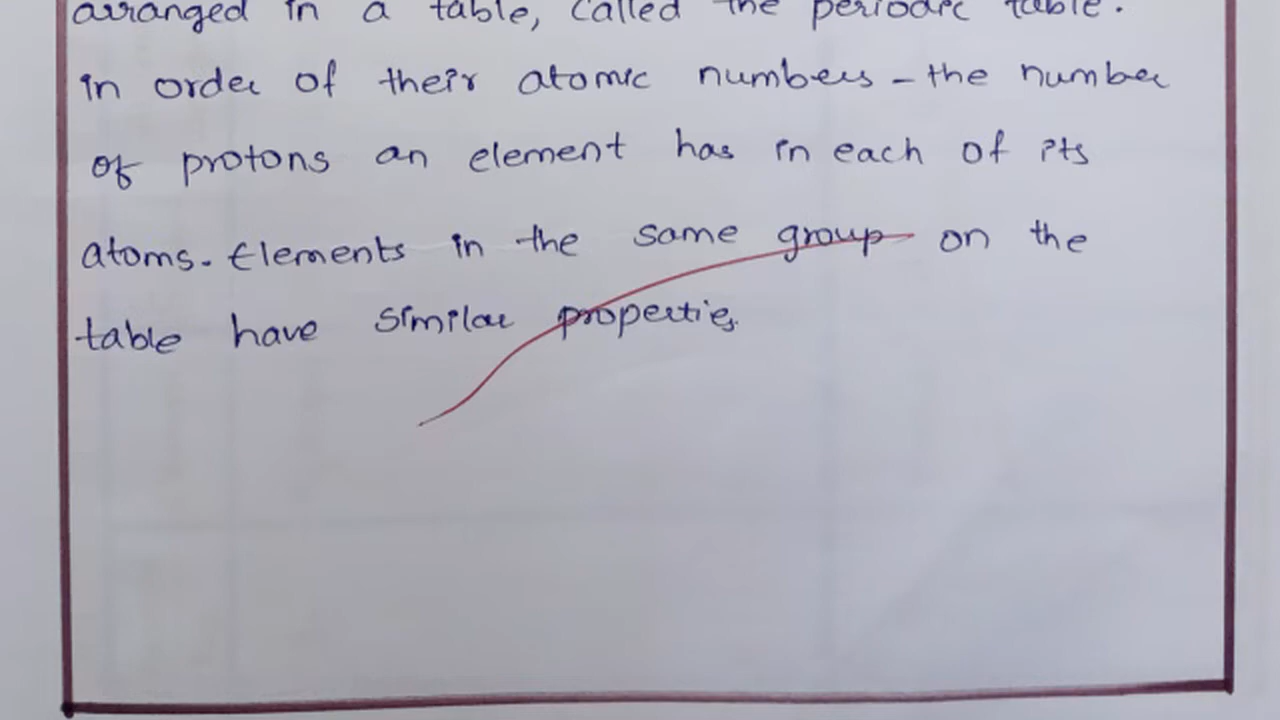 arranged in a table, called the periodic table.
in order of their atomic numbers - the number
of protons an element has in each of its
atoms. Elements in the same group on the
table have similar properties.